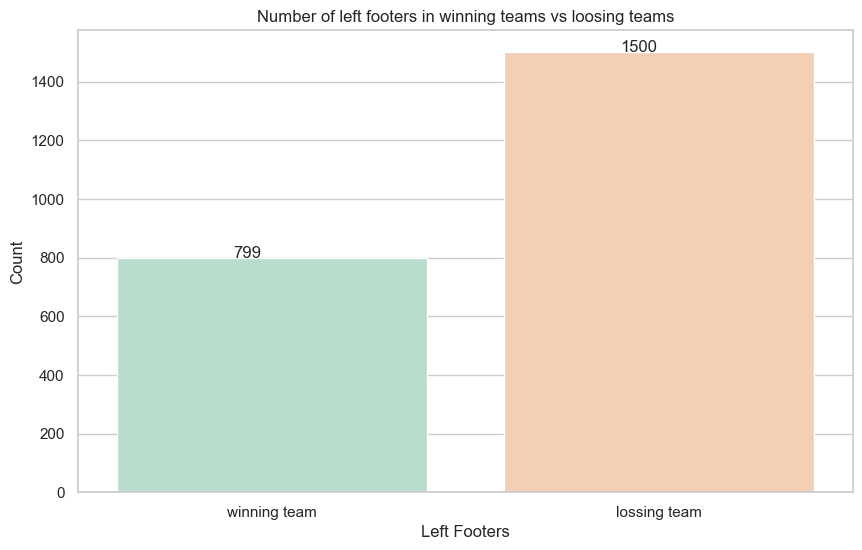 Number of left footers in winning teams vs loosing teams
1500
1400
1200
1000
799
800
600
400
200
0
Count
winning team
lossing team
Left Footers